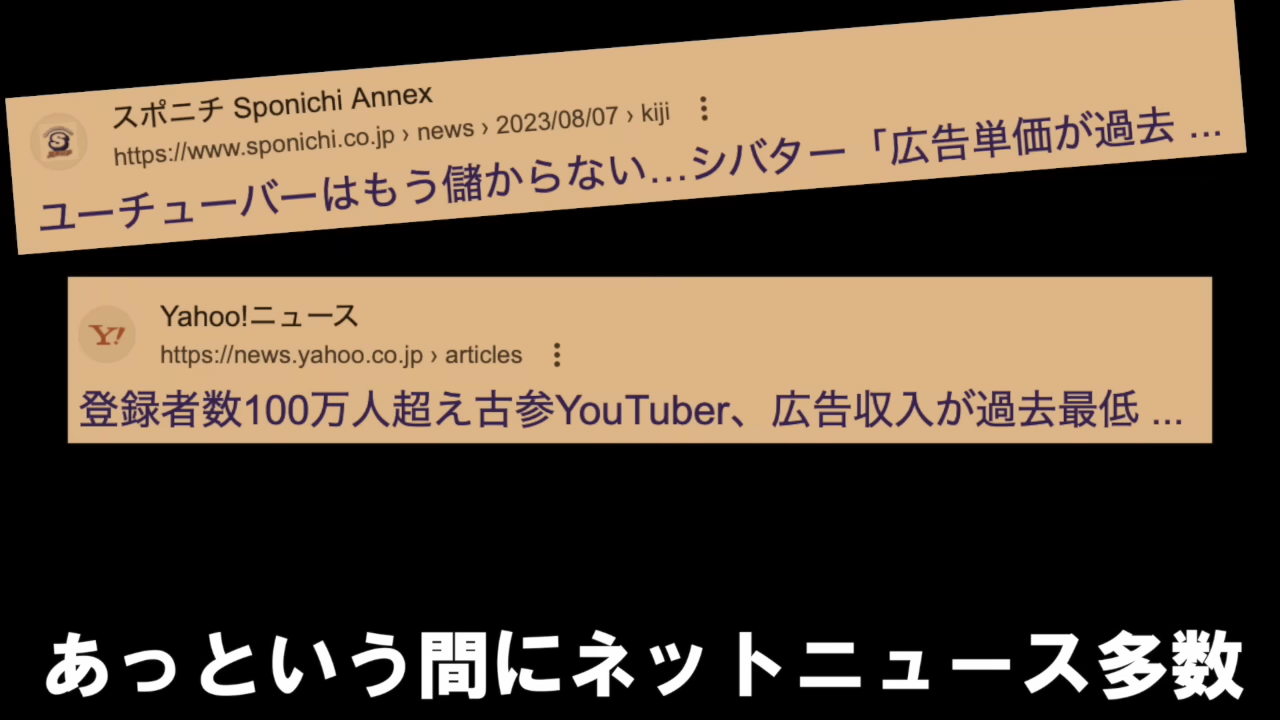 スポニチ Sponichi Annex
https://www.sponichi.co.jp › news › 2023/08/07 › kiji
ユーチューバーはもう儲からない…シバター「広告単価が過去 ...
Y!
Yahoo!ニュース
https://news.yahoo.co.jp › articles
登録者数100万人超え古参YouTuber、広告収入が過去最低 ...
あっという間にネットニュース多数